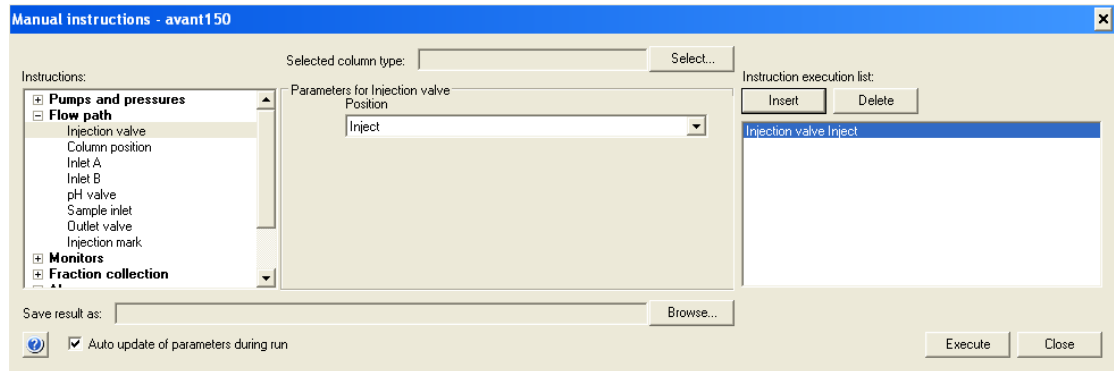 Manual instructions - avant150
Selected column type:
Select...
Instructions:
Pumps and pressures
Flow path
Injection valve
Column position
Inlet A
Inlet B
pH valve
Sample inlet
Outlet valve
Injection mark
Monitors
Fraction collection
Parameters for Injection valve
Position
Inject
Instruction execution list:
Insert Delete
Injection valve Inject
Save result as:
Browse...
Auto update of parameters during run
Execute Close